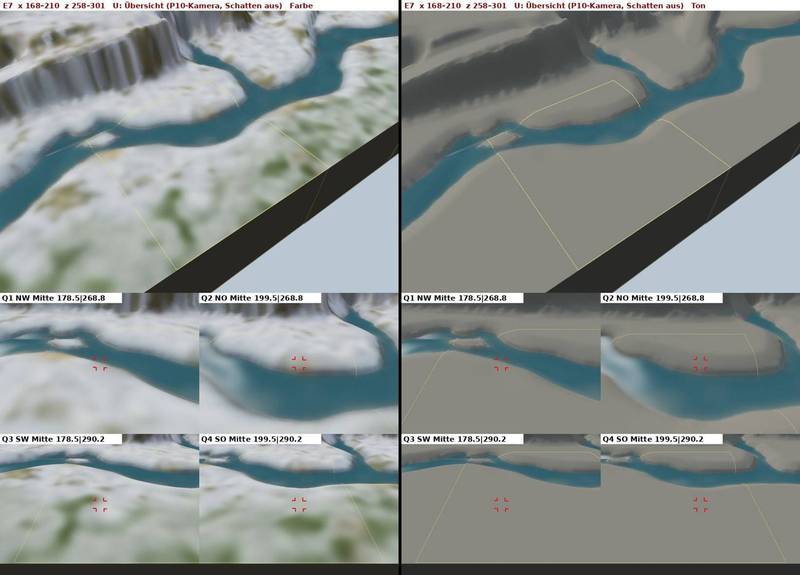 E7 x 168-210 z 258-301 U: Übersicht (P10-Kamera, Schatten aus) Farbe
E7 x 168-210 z 258-301 U: Übersicht (P10-Kamera, Schatten aus) Ton
Q1 NW Mitte 178.5|268.8
Q2 NO Mitte 199.5|268.8
Q1 NW Mitte 178.5|268.8
Q2 NO Mitte 199.5|268.8
Q3 SW Mitte 178.5|290.2
Q4 SO Mitte 199.5|290.2
Q3 SW Mitte 178.5|290.2
Q4 SO Mitte 199.5|290.2